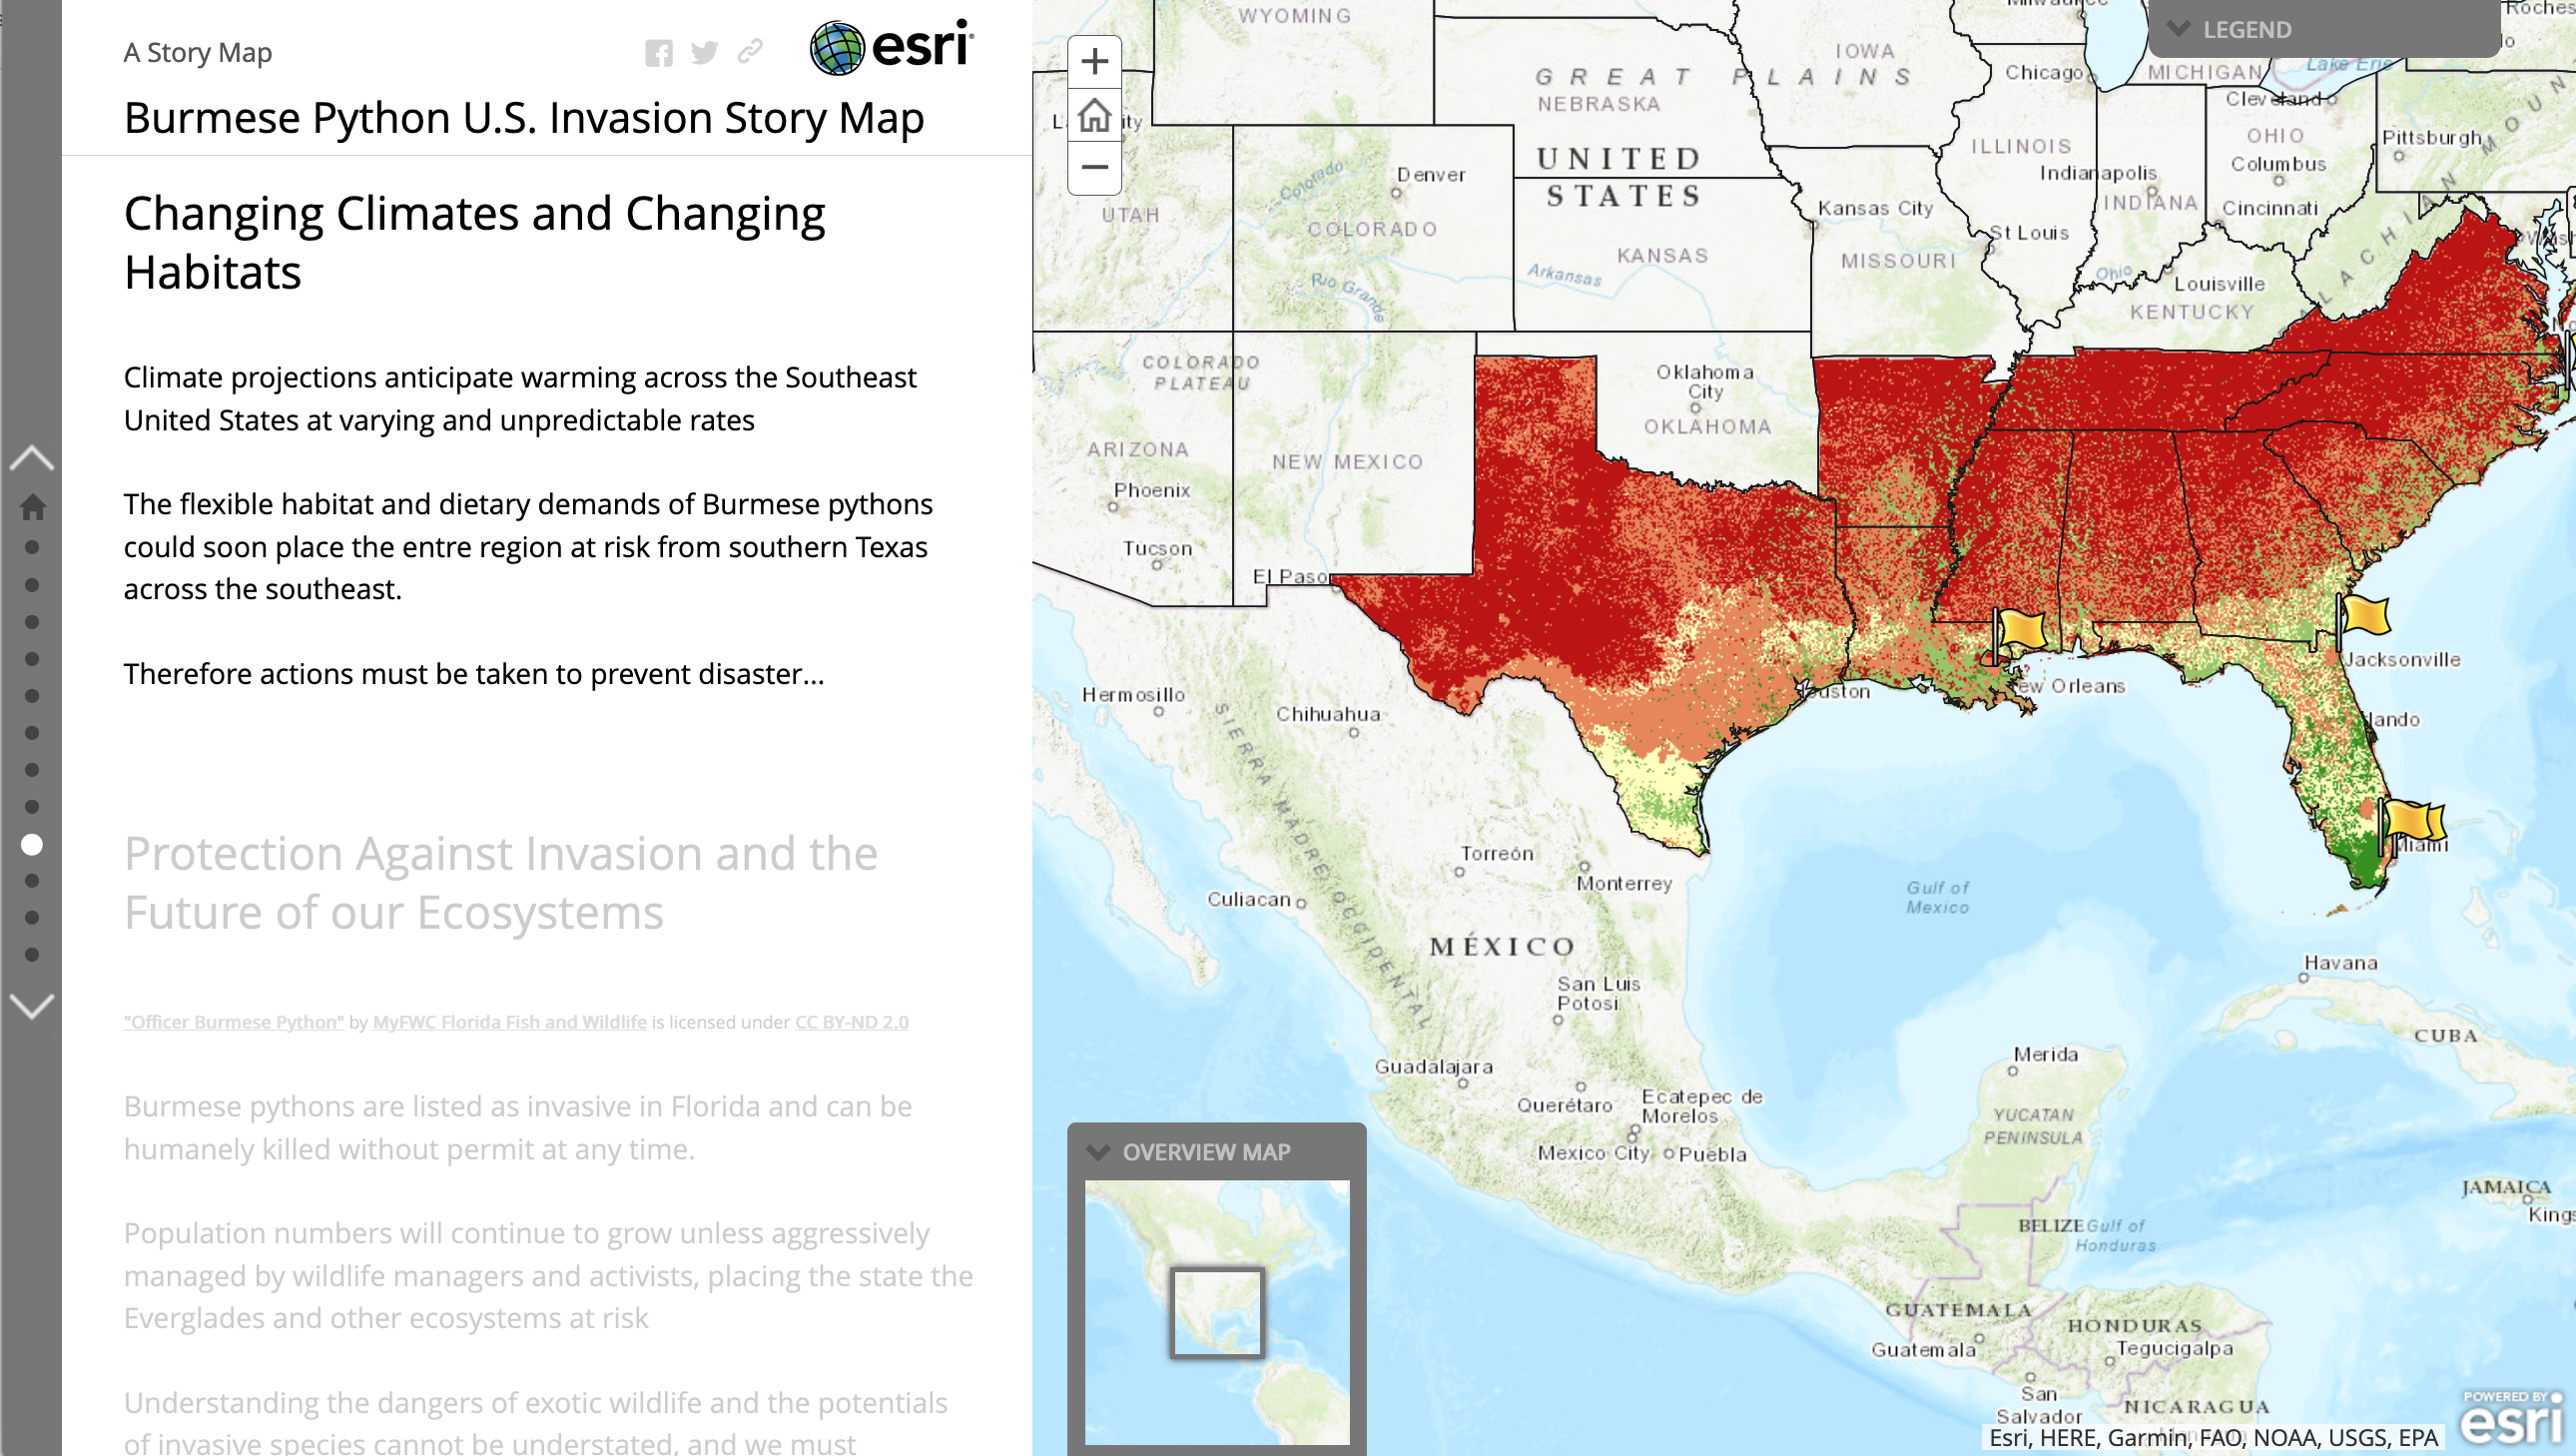 A Story Map
esri
Burmese Python U.S. Invasion Story Map
Changing Climates and Changing
Habitats
Climate projections anticipate warming across the Southeast
United States at varying and unpredictable rates
The flexible habitat and dietary demands of Burmese pythons
could soon place the entre region at risk from southern Texas
across the southeast.
Therefore actions must be taken to prevent disaster...
Protection Against Invasion and the
Future of our Ecosystems
"Officer Burmese Python" by MyFWC Florida Fish and Wildlife is licensed under CC BY-ND 2.0
Burmese pythons are listed as invasive in Florida and can be
humanely killed without permit at any time.
Population numbers will continue to grow unless aggressively
managed by wildlife managers and activists, placing the state the
Everglades and other ecosystems at risk
Understanding the dangers of exotic wildlife and the potentials
of invasive species cannot be understated, and we must
LEGEND
WYOMING
IOWA
GREAT PLAINS
NEBRASKA
Chicago
MICHIGAN
Lake Erie
Cleveland
UNITED
STATES
ILLINOIS
OHIO
Pittsburgh
Indianapolis
Columbus
Denver
Colorado
UTAH
COLORADO
Kansas City
INDIANA
Cincinnati
St Louis
KANSAS
MISSOURI
Arkansas
Rio Grande
Ohio
Louisville
KENTUCKY
COLORADO
PLATEAU
Oklahoma
City
OKLAHOMA
ARIZONA
NEW MEXICO
Phoenix
Tucson
El Paso
Jacksonville
Hermosillo
Chihuahua
SIERRA MADRE OCCIDENTAL
Torreón
Monterrey
Miami
Culiacan
Gulf of
Mexico
MÉXICO
Havana
San Luis
Potosi
CUBA
Merida
Guadalajara
Querétaro
Ecatepec de
Morelos
YUCATAN
PENINSULA
Mexico City
Puebla
JAMAICA
BELIZE
Gulf of
Honduras
GUATEMALA
HONDURAS
Guatemala
Tegucigalpa
San
Salvador
NICARAGUA
OVERVIEW MAP
POWERED BY
esri
Esri, HERE, Garmin, FAO, NOAA, USGS, EPA